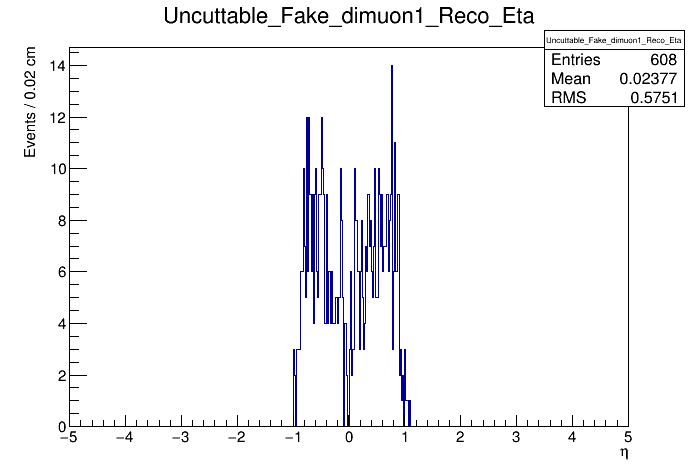 Uncuttable_Fake_dimuon1_Reco_Eta
Uncuttable_Fake_dimuon1_Reco_Eta
Entries 608
Mean 0.02377
RMS 0.5751
Events / 0.02 cm
14
12
10
8
6
4
2
0
−5 −4 −3 −2 −1 0 1 2 3 4 5
η